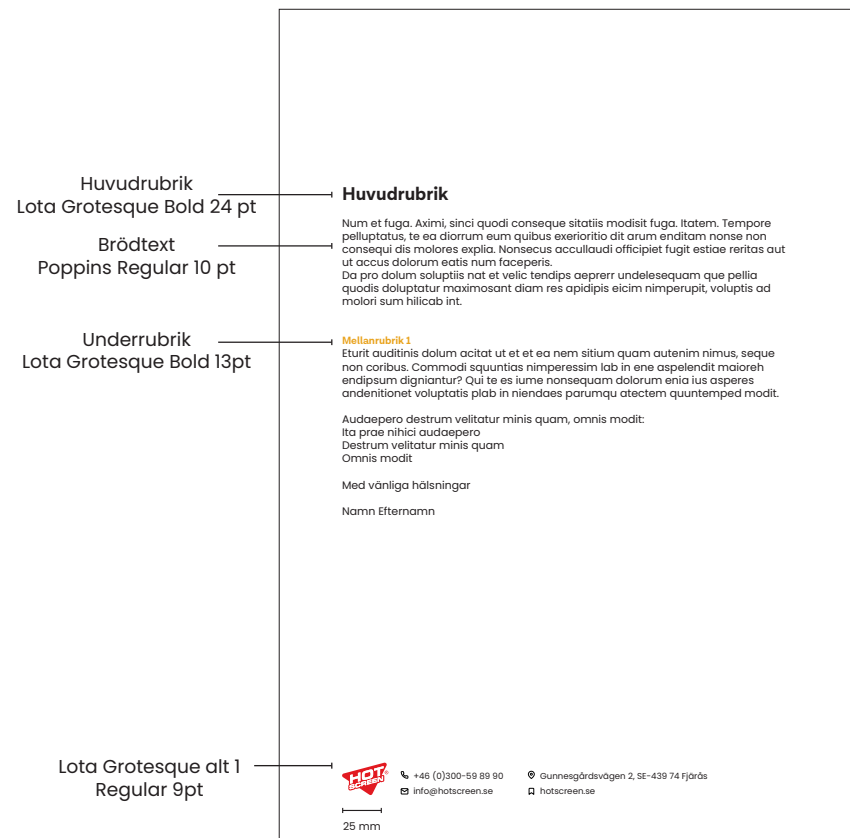 Huvudrubrik
Lota Grotesque Bold 24 pt
Huvudrubrik
Brödtext
Poppins Regular 10 pt
Num et fuga. Aximi, sinci quodi conseque sitatiis modisit fuga. Itatem. Tempore
pelluptatus, te ea diorrum eum quibus exerioritio dit arum enditam nonse non
consequi dis molores explia. Nonsecus accullaudi officipiet fugit estiae reritas aut
ut accus dolorum eatis num faceperis.
Da pro dolum soluptiis nat et velic tendips aeprerr undelesequam que pellia
quodis doluptatur maximosant diam res apidipis eicim nimperupit, voluptis ad
molori sum hilicab int.
Underrubrik
Lota Grotesque Bold 13pt
Mellanrubrik 1
Eturit auditinis dolum acitat ut et et ea nem sitium quam autenim nimus, seque
non coribus. Commodi squuntias nimperessim lab in ene aspelendit maioreh
endipsum digniantur? Qui te es iume nonsequam dolorum enia ius asperes
andenitionet voluptatis plab in niendaes parumqu atectem quuntemped modit.
Audaepero destrum velitatur minis quam, omnis modit:
Ita prae nihici audaepero
Destrum velitatur minis quam
Omnis modit
Med vänliga hälsningar
Namn Efternamn
Lota Grotesque alt 1
Regular 9pt
HOT
SCREEN
®
+46 (0)300-59 89 90
Gunnesgårdsvägen 2, SE-439 74 Fjärås
info@hotscreen.se
hotscreen.se
25 mm